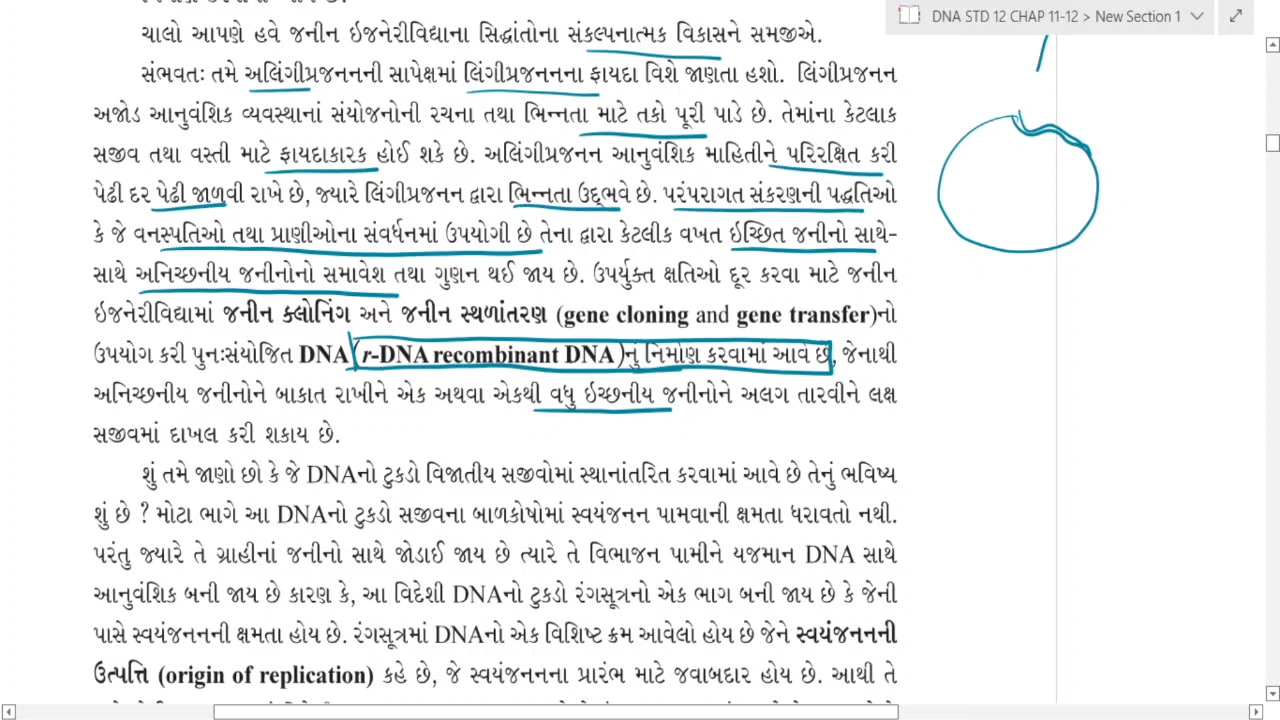 DNA STD 12 CHAP 11-12 > New Section 1
ચાલો આપણે હવે જનીન ઇજનેરીવિદ્યાના સિદ્ધાંતોના સંકલ્પનાત્મક વિકાસને સમજીએ.
સંભવતઃ તમે અલિંગીપ્રજનનની સાપેક્ષમાં લિંગીપ્રજનનના ફાયદા વિશે જાણતા હશો. લિંગીપ્રજનન
અજોડ આનુવંશિક વ્યવસ્થાનાં સંયોજનોની રચના તથા ભિન્નતા માટે તકો પૂરી પાડે છે. તેમાંના કેટલાક
સજીવ તથા વસ્તી માટે ફાયદાકારક હોઈ શકે છે. અલિંગીપ્રજનન આનુવંશિક માહિતીને પરિરક્ષિત કરી
પેઢી દર પેઢી જાળવી રાખે છે, જ્યારે લિંગીપ્રજનન દ્વારા ભિન્નતા ઉદ્ભવે છે. પરંપરાગત સંકરણની પદ્ધતિઓ
કે જે વનસ્પતિઓ તથા પ્રાણીઓના સંવર્ધનમાં ઉપયોગી છે તેના દ્વારા કેટલીક વખત ઇચ્છિત જનીનો સાથે-
સાથે અનિચ્છનીય જનીનોનો સમાવેશ તથા ગુણન થઈ જાય છે. ઉપર્યુક્ત ક્ષતિઓ દૂર કરવા માટે જનીન
ઇજનેરીવિદ્યામાં જનીન ક્લોનિંગ અને જનીન સ્થળાંતરણ (gene cloning and gene transfer)નો
ઉપયોગ કરી પુનઃસંયોજિત DNA (r-DNA recombinant DNA)નું નિર્માણ કરવામાં આવે છે, જેનાથી
અનિચ્છનીય જનીનોને બાકાત રાખીને એક અથવા એકથી વધુ ઇચ્છનીય જનીનોને અલગ તારવીને લક્ષ
સજીવમાં દાખલ કરી શકાય છે.
શું તમે જાણો છો કે જે DNAનો ટુકડો વિજાતીય સજીવોમાં સ્થાનાંતરિત કરવામાં આવે છે તેનું ભવિષ્ય
શું છે ? મોટા ભાગે આ DNAનો ટુકડો સજીવના બાળકોષોમાં સ્વયંજનન પામવાની ક્ષમતા ધરાવતો નથી.
પરંતુ જ્યારે તે ગ્રાહીનાં જનીનો સાથે જોડાઈ જાય છે ત્યારે તે વિભાજન પામીને યજમાન DNA સાથે
આનુવંશિક બની જાય છે કારણ કે, આ વિદેશી DNAનો ટુકડો રંગસૂત્રનો એક ભાગ બની જાય છે કે જેની
પાસે સ્વયંજનનની ક્ષમતા હોય છે. રંગસૂત્રમાં DNAનો એક વિશિષ્ટ ક્રમ આવેલો હોય છે જેને સ્વયંજનનની
ઉત્પત્તિ (origin of replication) કહે છે, જે સ્વયંજનનના પ્રારંભ માટે જવાબદાર હોય છે. આથી તે